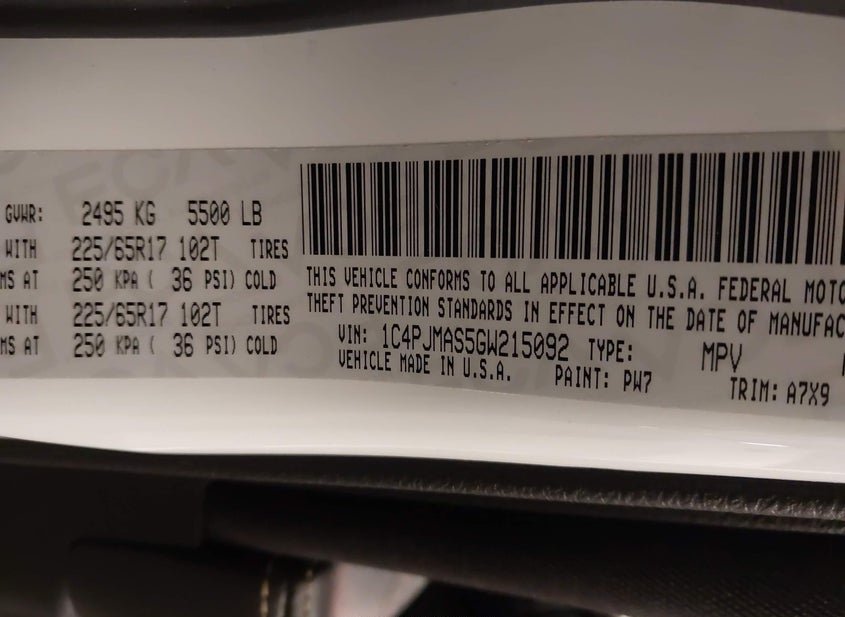 GVWR: 2495 KG 5500 LB
WITH 225/65R17 102T TIRES
MS AT 250 KPA ( 36 PSI) COLD
WITH 225/65R17 102T TIRES
MS AT 250 KPA ( 36 PSI) COLD
THIS VEHICLE CONFORMS TO ALL APPLICABLE U.S.A. FEDERAL MOTO
THEFT PREVENTION STANDARDS IN EFFECT ON THE DATE OF MANUFAC
VIN: 1C4PJMAS5GW215092 TYPE: MPV
VEHICLE MADE IN U.S.A. PAINT: PW7 TRIM: A7X9